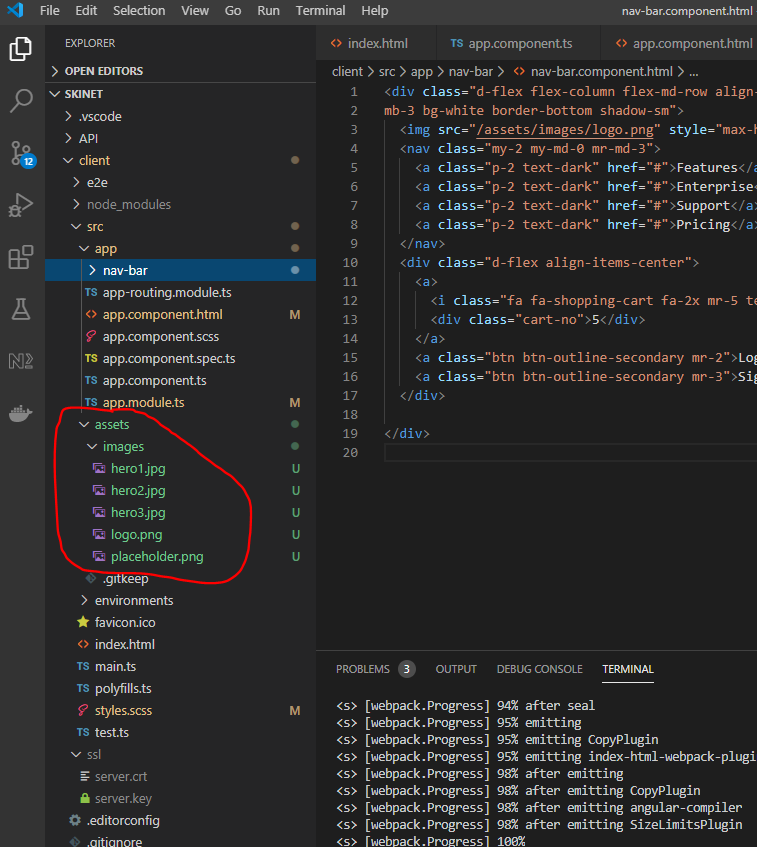 File Edit Selection View Go Run Terminal Help nav-bar.component.html
EXPLORER
OPEN EDITORS
SKINET
.vscode
API
client
e2e
node_modules
src
app
nav-bar
TS app-routing.module.ts
<> app.component.html M
app.component.scss
TS app.component.spec.ts
TS app.component.ts
TS app.module.ts M
assets
images
hero1.jpg U
hero2.jpg U
hero3.jpg U
logo.png U
placeholder.png U
.gitkeep
environments
favicon.ico
<> index.html
TS main.ts
TS polyfills.ts
styles.scss M
TS test.ts
ssl
server.crt
server.key
.editorconfig
.gitignore
12
N2
<> index.html TS app.component.ts <> app.component.html
client > src > app > nav-bar > <> nav-bar.component.html > ...
1 <div class="d-flex flex-column flex-md-row align-
2 mb-3 bg-white border-bottom shadow-sm">
3 <img src="/assets/images/logo.png" style="max-h
4 <nav class="my-2 my-md-0 mr-md-3">
5 <a class="p-2 text-dark" href="#">Features</a
6 <a class="p-2 text-dark" href="#">Enterprise<
7 <a class="p-2 text-dark" href="#">Support</a>
8 <a class="p-2 text-dark" href="#">Pricing</a>
9 </nav>
10 <div class="d-flex align-items-center">
11 <a>
12 <i class="fa fa-shopping-cart fa-2x mr-5 te
13 <div class="cart-no">5</div>
14 </a>
15 <a class="btn btn-outline-secondary mr-2">Log
16 <a class="btn btn-outline-secondary mr-3">Sig
17 </div>
18
19 </div>
20
PROBLEMS 3 OUTPUT DEBUG CONSOLE TERMINAL
<s> [webpack.Progress] 94% after seal
<s> [webpack.Progress] 95% emitting
<s> [webpack.Progress] 95% emitting CopyPlugin
<s> [webpack.Progress] 95% emitting index-html-webpack-plugi
<s> [webpack.Progress] 98% after emitting
<s> [webpack.Progress] 98% after emitting CopyPlugin
<s> [webpack.Progress] 98% after emitting angular-compiler
<s> [webpack.Progress] 98% after emitting SizeLimitsPlugin
<s> [webpack.Progress] 100%